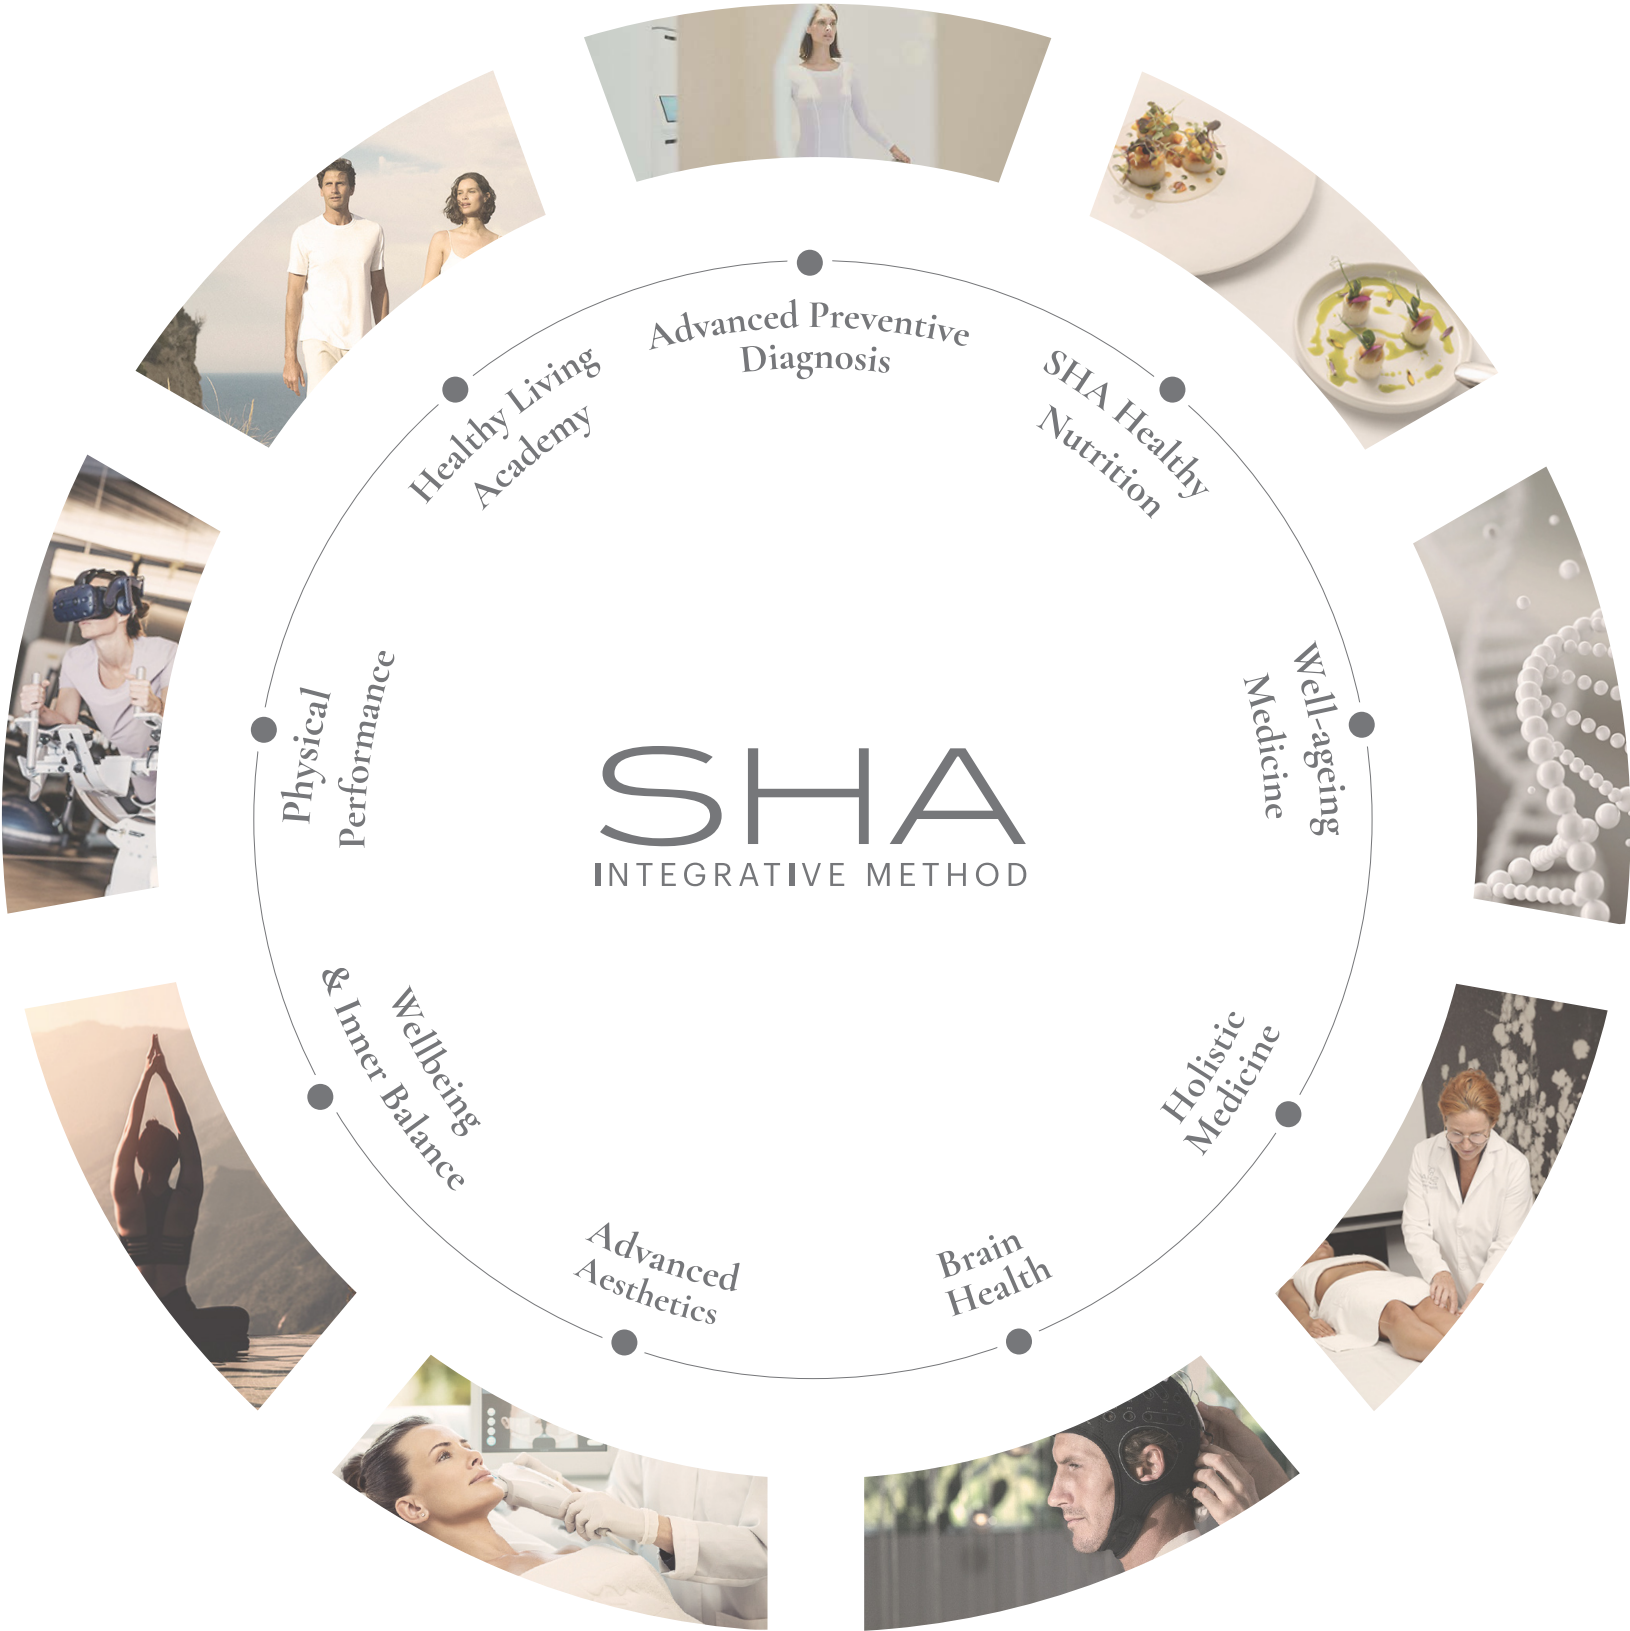 Advanced Preventive
Diagnosis
SHA Healthy
Nutrition
Well-ageing
Medicine
Holistic
Medicine
Brain
Health
Advanced
Aesthetics
Wellbeing
& Inner Balance
Physical
Performance
Healthy Living
Academy
SHA
INTEGRATIVE METHOD